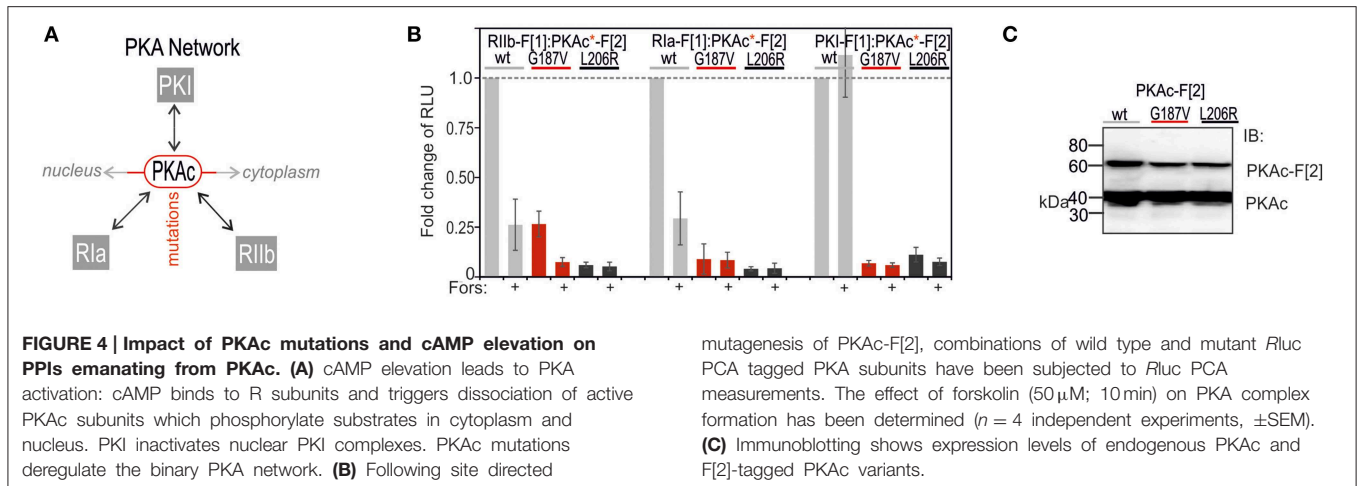 A
PKA Network
PKI
nucleus
PKAc
cytoplasm
mutations
RIa
RIIb
B
RIIb-F[1]:PKAc*-F[2] RIa-F[1]:PKAc*-F[2] PKI-F[1]:PKAc*-F[2]
wt G187V L206R wt G187V L206R wt G187V L206R
Fold change of RLU
1.0
0.75
0.50
0.25
0
Fors: + + + + + + + + +
C
PKAc-F[2]
wt G187V L206R
IB:
80
60 PKAc-F[2]
kDa 40 PKAc
30
FIGURE 4 | Impact of PKAc mutations and cAMP elevation on
PPIs emanating from PKAc. (A) cAMP elevation leads to PKA
activation: cAMP binds to R subunits and triggers dissociation of active
PKAc subunits which phosphorylate substrates in cytoplasm and
nucleus. PKI inactivates nuclear PKI complexes. PKAc mutations
deregulate the binary PKA network. (B) Following site directed
mutagenesis of PKAc-F[2], combinations of wild type and mutant Rluc
PCA tagged PKA subunits have been subjected to Rluc PCA
measurements. The effect of forskolin (50 μM; 10 min) on PKA complex
formation has been determined (n = 4 independent experiments, ±SEM).
(C) Immunoblotting shows expression levels of endogenous PKAc and
F[2]-tagged PKAc variants.